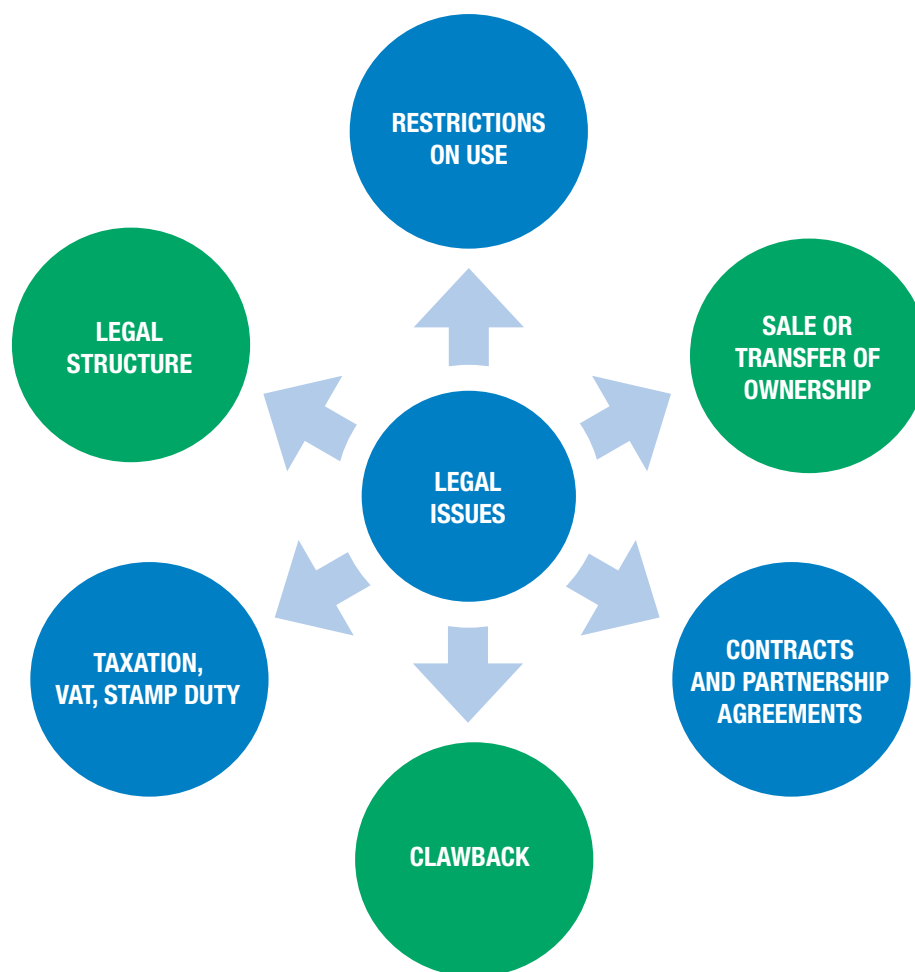 RESTRICTIONS
ON USE
LEGAL
STRUCTURE
SALE OR
TRANSFER OF
OWNERSHIP
LEGAL
ISSUES
TAXATION,
VAT, STAMP DUTY
CONTRACTS
AND PARTNERSHIP
AGREEMENTS
CLAWBACK